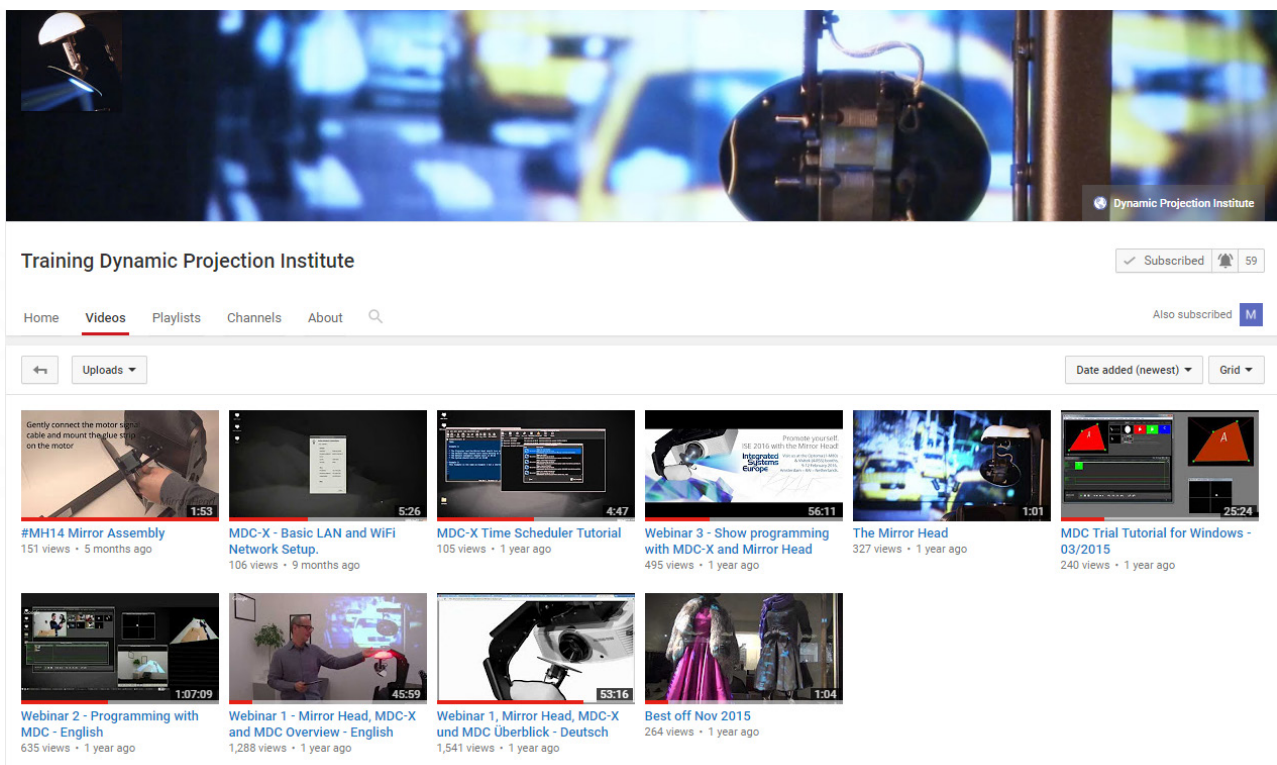 Dynamic Projection Institute
Training Dynamic Projection Institute
Subscribed 59
Home Videos Playlists Channels About
Also subscribed M
Uploads
Date added (newest) Grid
Gently connect the motor signal
cable and mount the glue strip
on the motor
1:53
5:26
4:47
Promote yourself.
ISE 2016 with the Mirror Head!
Integrated
Systems
Europe
56:11
1:01
25:24
#MH14 Mirror Assembly
151 views • 5 months ago
MDC-X - Basic LAN and WiFi
Network Setup.
106 views • 9 months ago
MDC-X Time Scheduler Tutorial
105 views • 1 year ago
Webinar 3 - Show programming
with MDC-X and Mirror Head
495 views • 1 year ago
The Mirror Head
327 views • 1 year ago
MDC Trial Tutorial for Windows -
03/2015
240 views • 1 year ago
1:07:09
45:59
53:16
1:04
Webinar 2 - Programming with
MDC - English
635 views • 1 year ago
Webinar 1 - Mirror Head, MDC-X
and MDC Overview - English
1,288 views • 1 year ago
Webinar 1, Mirror Head, MDC-X
und MDC Überblick - Deutsch
1,541 views • 1 year ago
Best off Nov 2015
264 views • 1 year ago